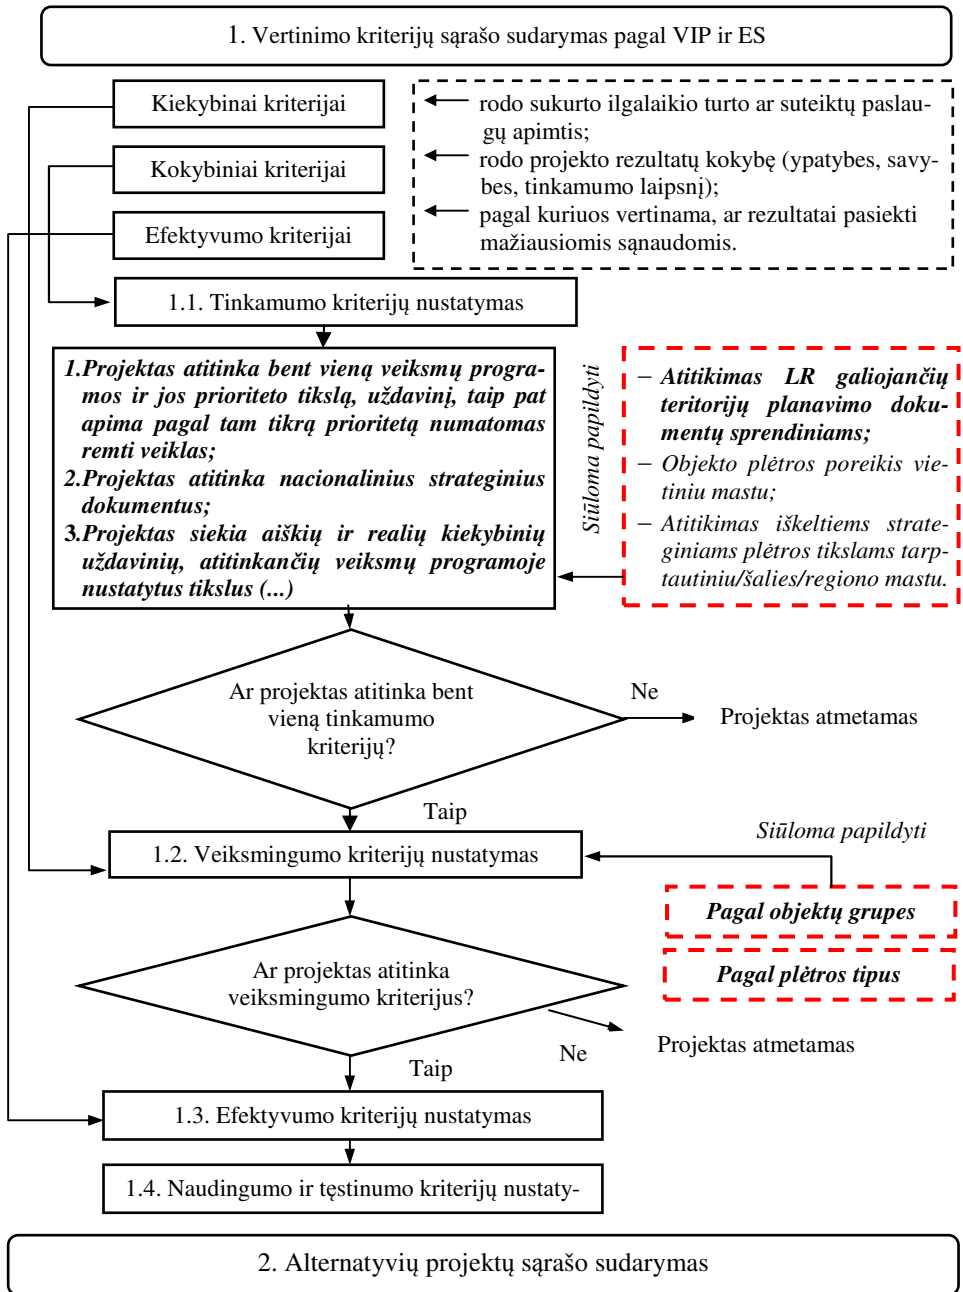 1. Vertinimo kriterijų sąrašo sudarymas pagal VIP ir ES
Kiekybinai kriterijai
Kokybiniai kriterijai
Efektyvumo kriterijai
rodo sukurto ilgalaikio turto ar suteiktų paslau-
gų apimtis;
rodo projekto rezultatų kokybę (ypatybes, savy-
bes, tinkamumo laipsnį);
pagal kuriuos vertinama, ar rezultatai pasiekti
mažiausiomis sąnaudomis.
1.1. Tinkamumo kriterijų nustatymas
1.Projektas atitinka bent vieną veiksmų progra-
mos ir jos prioriteto tikslą, uždavinį, taip pat
apima pagal tam tikrą prioritetą numatomas
remti veiklas;
2.Projektas atitinka nacionalinius strateginius
dokumentus;
3.Projektas siekia aiškių ir realių kiekybinių
uždavinių, atitinkančių veiksmų programoje
nustatytus tikslus (...)
Siūloma papildyti
– Atitikimas LR galiojančių
teritorijų planavimo doku-
mentų sprendiniams;
– Objekto plėtros poreikis vie-
tiniu mastu;
– Atitikimas iškeltiems strate-
giniams plėtros tikslams tarp-
tautiniu/šalies/regiono mastu.
Ar projektas atitinka bent
vieną tinkamumo
kriterijų?
Ne
Projektas atmetamas
Taip
Siūloma papildyti
1.2. Veiksmingumo kriterijų nustatymas
Pagal objektų grupes
Pagal plėtros tipus
Ar projektas atitinka
veiksmingumo kriterijus?
Ne
Projektas atmetamas
Taip
1.3. Efektyvumo kriterijų nustatymas
1.4. Naudingumo ir tęstinumo kriterijų nustaty-
2. Alternatyvių projektų sąrašo sudarymas